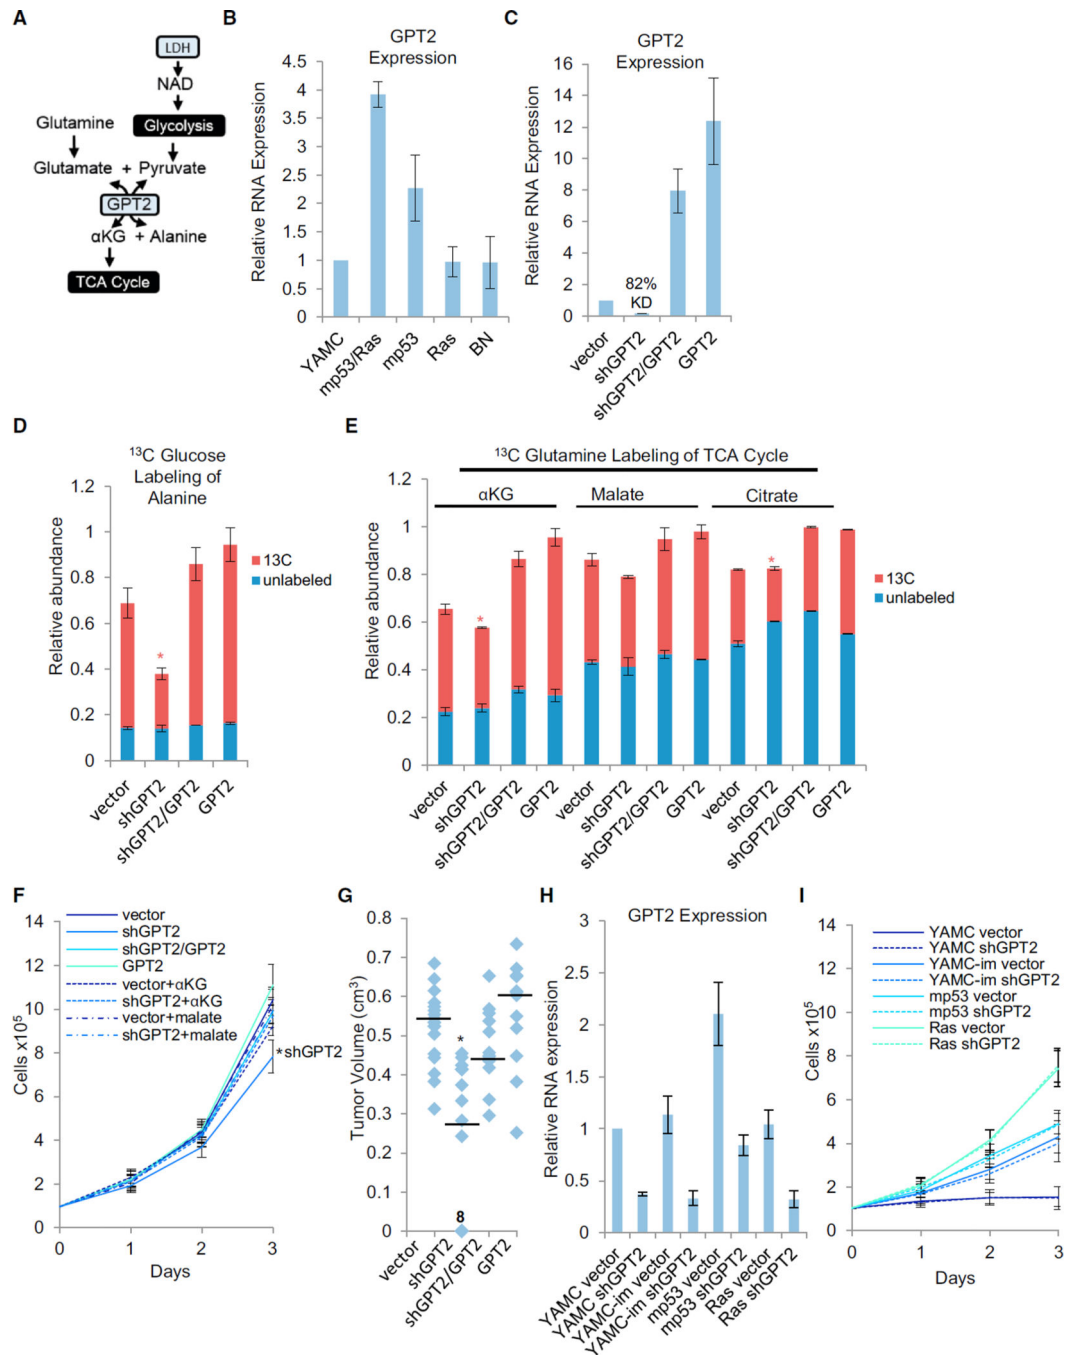 A
LDH
NAD
Glutamine
Glycolysis
Glutamate + Pyruvate
GPT2
αKG + Alanine
TCA Cycle
B
GPT2
Expression
Relative RNA Expression
4.5
4
3.5
3
2.5
2
1.5
1
0.5
0
YAMC
mp53/Ras
mp53
Ras
BN
C
GPT2
Expression
Relative RNA Expression
16
14
12
10
8
6
4
2
0
82%
KD
vector
shGPT2
shGPT2/GPT2
GPT2
D
13C Glucose
Labeling of
Alanine
Relative abundance
1.2
1
0.8
0.6
0.4
0.2
0
*
13C
unlabeled
vector
shGPT2
shGPT2/GPT2
GPT2
E
13C Glutamine Labeling of TCA Cycle
αKG
Malate
Citrate
Relative abundance
1.2
1
0.8
0.6
0.4
0.2
0
*
*
13C
unlabeled
vector
shGPT2
shGPT2/GPT2
GPT2
vector
shGPT2
shGPT2/GPT2
GPT2
vector
shGPT2
shGPT2/GPT2
GPT2
F
Cells x10⁵
14
12
10
8
6
4
2
0
vector
shGPT2
shGPT2/GPT2
GPT2
vector+αKG
shGPT2+αKG
vector+malate
shGPT2+malate
*shGPT2
0
1
2
3
Days
G
Tumor Volume (cm³)
0.8
0.7
0.6
0.5
0.4
0.3
0.2
0.1
0
*
8
vector
shGPT2
shGPT2/GPT2
GPT2
H
GPT2 Expression
Relative RNA expression
3
2.5
2
1.5
1
0.5
0
YAMC vector
YAMC shGPT2
YAMC-im vector
YAMC-im shGPT2
mp53 vector
mp53 shGPT2
Ras vector
Ras shGPT2
I
Cells x10⁵
14
12
10
8
6
4
2
0
YAMC vector
YAMC shGPT2
YAMC-im vector
YAMC-im shGPT2
mp53 vector
mp53 shGPT2
Ras vector
Ras shGPT2
0
1
2
3
Days